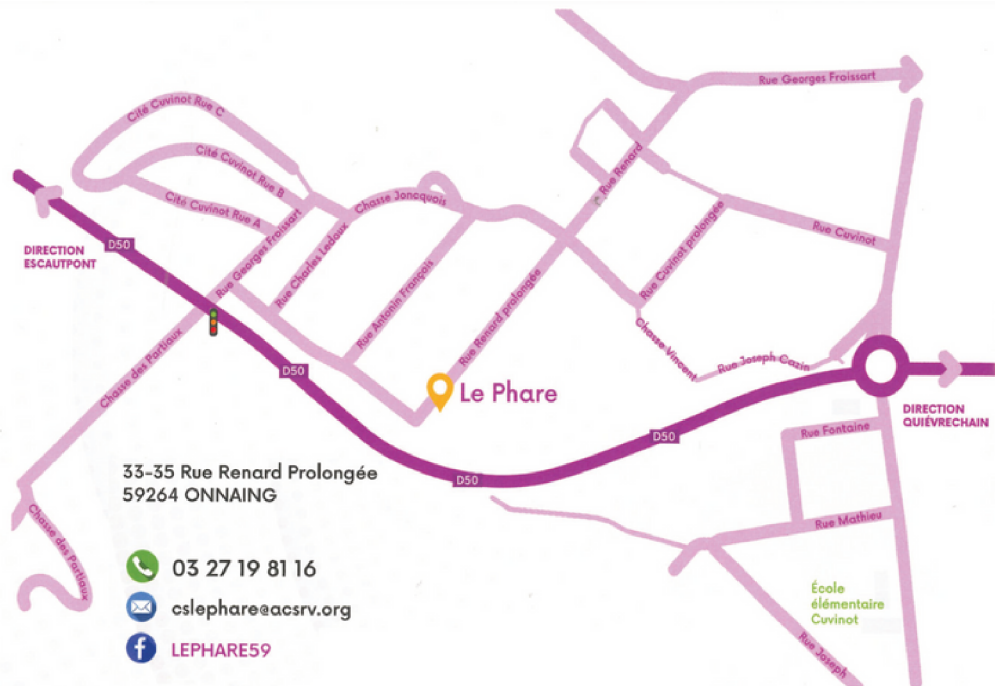 Rue Georges Froissart
Cité Cuvinot Rue C
Cité Cuvinot Rue B
Cité Cuvinot Rue A
Chasse Joncquois
Rue Renard
Rue Cuvinot
Rue Cuvinot prolongée
DIRECTION
ESCAUTPONT
D50
Rue Georges Froissart
Rue Charles Ledoux
Rue Antonin Français
Rue Renard prolongée
Chasse Vincent
Rue Joseph Cazin
Chasse des Partiaux
D50
Le Phare
DIRECTION
QUIÉVRECHAIN
D50
Rue Fontaine
D50
33-35 Rue Renard Prolongée
59264 ONNAING
Rue Mathieu
Chasse des Partiaux
03 27 19 81 16
cslephare@acsrv.org
LEPHARE59
École
élémentaire
Cuvinot
Rue Joseph